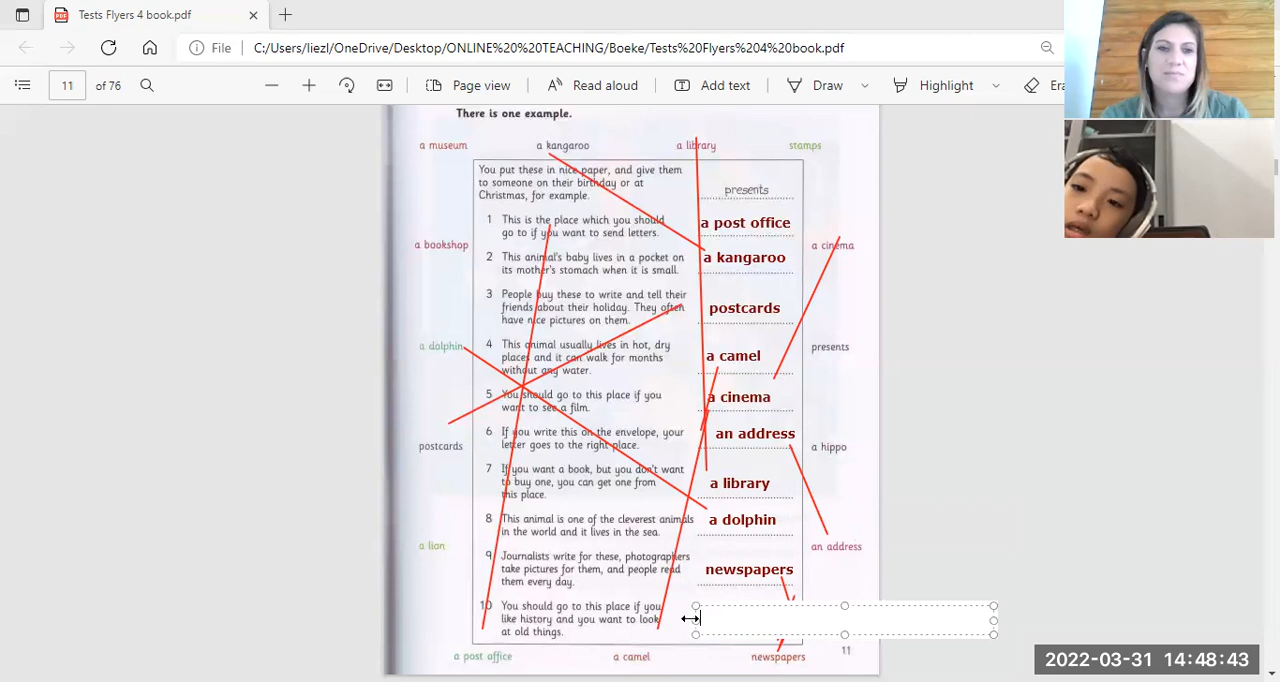 Tests Flyers 4 book.pdf
File C:/Users/liezl/OneDrive/Desktop/ONLINE%20%20TEACHING/Boeke/Tests%20Flyers%204%20book.pdf
11 of 76 Page view Read aloud Add text Draw Highlight Era
There is one example.
a museum a kangaroo a library stamps
You put these in nice paper, and give them
to someone on their birthday or at
Christmas, for example.
presents
1 This is the place which you should
go to if you want to send letters.
a post office
a bookshop
a cinema
2 This animal's baby lives in a pocket on
its mother's stomach when it is small.
a kangaroo
3 People buy these to write and tell their
friends about their holiday. They often
have nice pictures on them.
postcards
a dolphin
presents
4 This animal usually lives in hot, dry
places and it can walk for months
without any water.
a camel
5 You should go to this place if you
want to see a film.
a cinema
6 If you write this on the envelope, your
letter goes to the right place.
an address
postcards
a hippo
7 If you want a book, but you don't want
to buy one, you can get one from
this place.
a library
8 This animal is one of the cleverest animals
in the world and it lives in the sea.
a dolphin
a lion
an address
9 Journalists write for these, photographers
take pictures for them, and people read
them every day.
newspapers
10 You should go to this place if you
like history and you want to look
at old things.
a post office a camel newspapers
11
2022-03-31 14:48:43